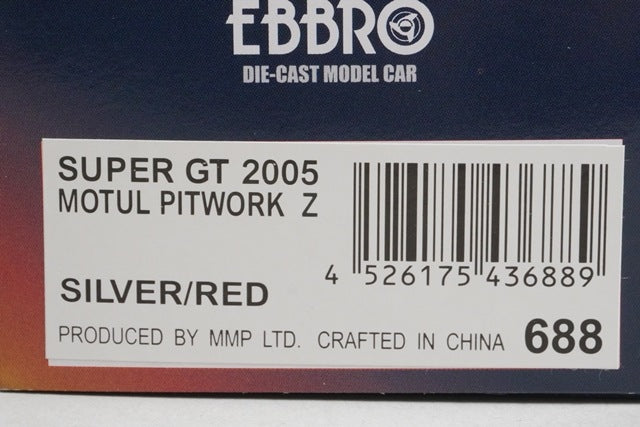 EBBRO
DIE-CAST MODEL CAR
SUPER GT 2005
MOTUL PITWORK Z
SILVER/RED
4 526175 436889
PRODUCED BY MMP LTD. CRAFTED IN CHINA 688